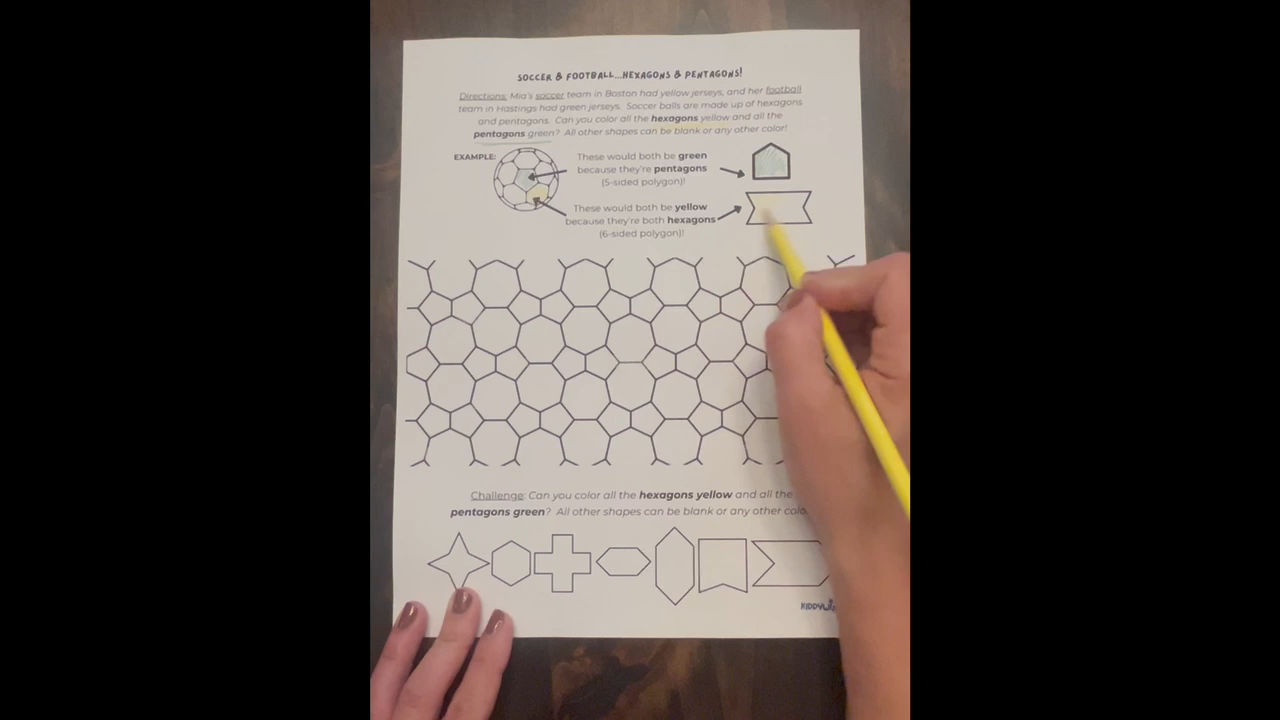 SOCCER & FOOTBALL...HEXAGONS & PENTAGONS!
Directions: Mia's soccer team in Boston had yellow jerseys, and her football
team in Hastings had green jerseys. Soccer balls are made up of hexagons
and pentagons. Can you color all the hexagons yellow and all the
pentagons green? All other shapes can be blank or any other color!
EXAMPLE:
These would both be green
because they're pentagons
(5-sided polygon)!
These would both be yellow
because they're both hexagons
(6-sided polygon)!
Challenge: Can you color all the hexagons yellow and all the
pentagons green? All other shapes can be blank or any other